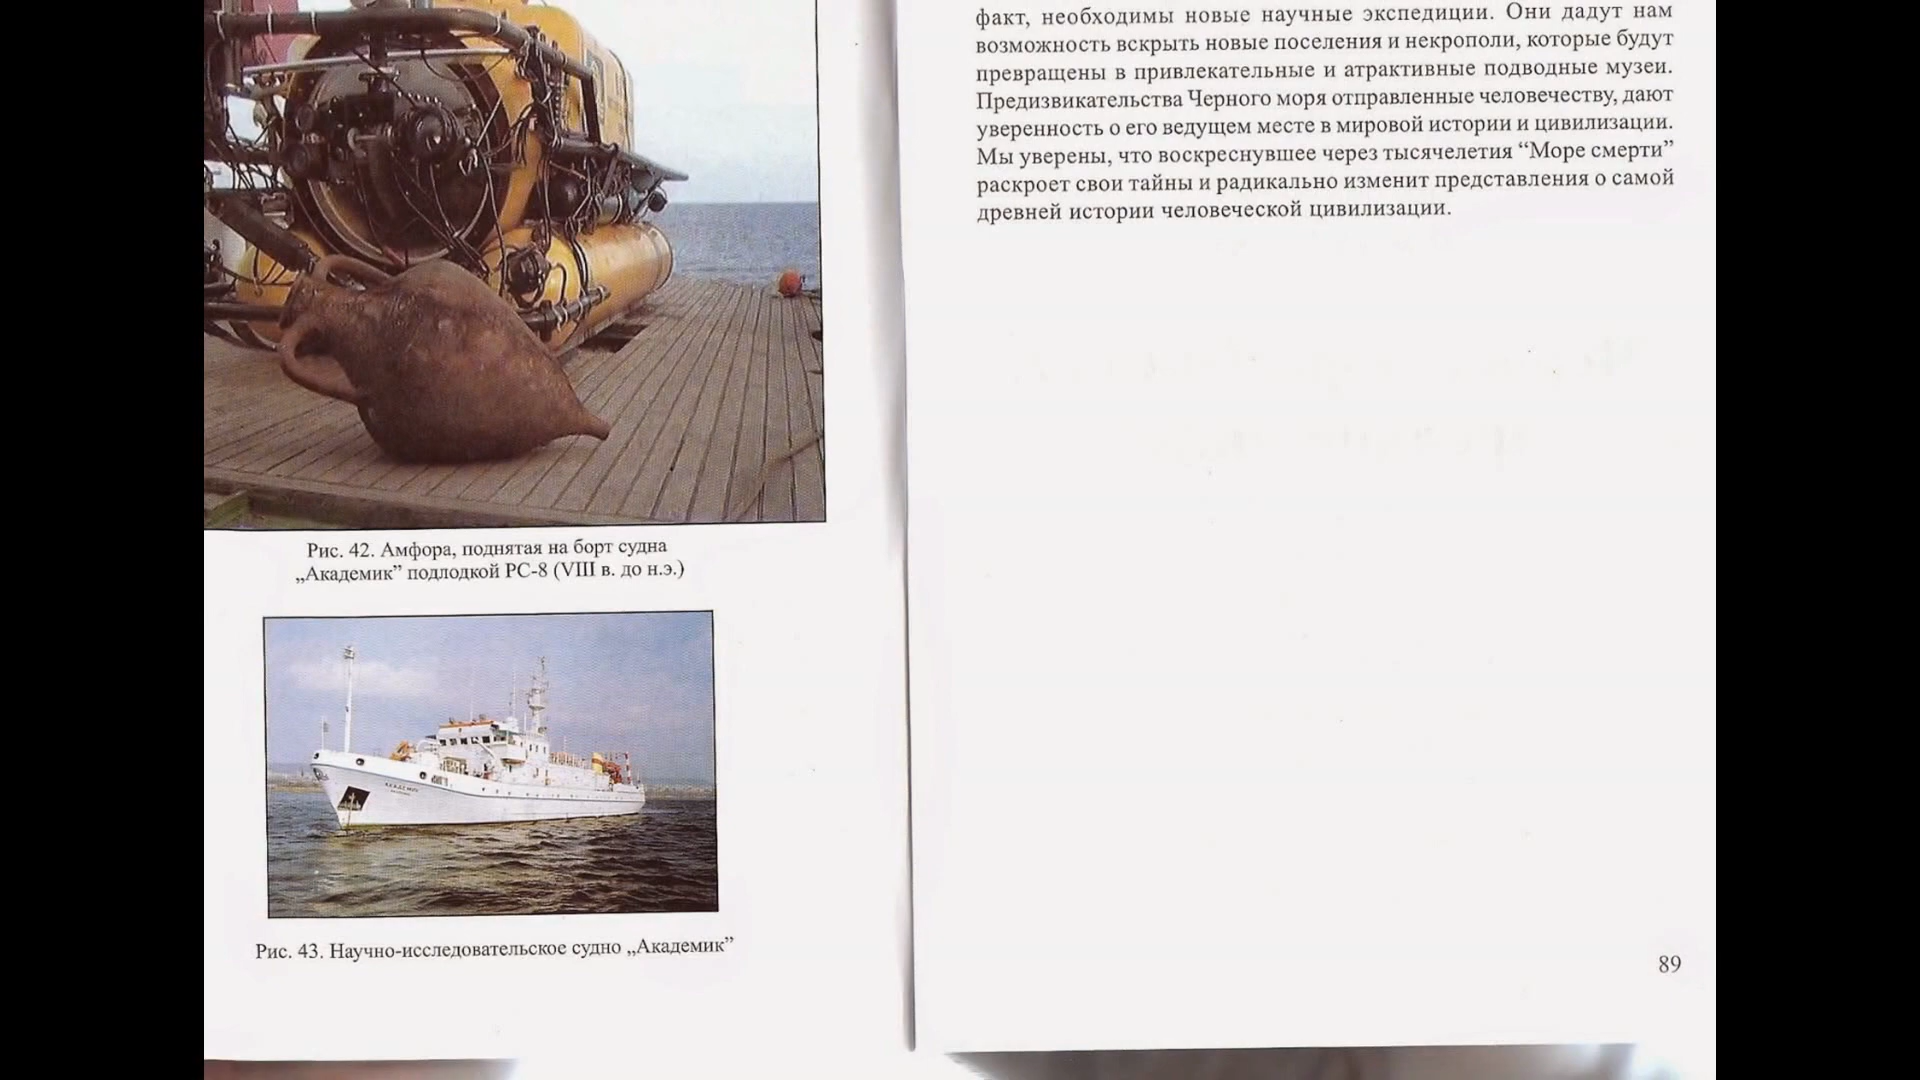 Рис. 42. Амфора, поднятая на борт судна
„Академик” подлодкой РС-8 (VIII в. до н.э.)
Рис. 43. Научно-исследовательское судно „Академик”
факт, необходимы новые научные экспедиции. Они дадут нам
возможность вскрыть новые поселения и некрополи, которые будут
превращены в привлекательные и атрактивные подводные музеи.
Предизвикательства Черного моря отправленные человечеству, дают
уверенность о его ведущем месте в мировой истории и цивилизации.
Мы уверены, что воскреснувшее через тысячелетия “Море смерти”
раскроет свои тайны и радикально изменит представления о самой
древней истории человеческой цивилизации.
89